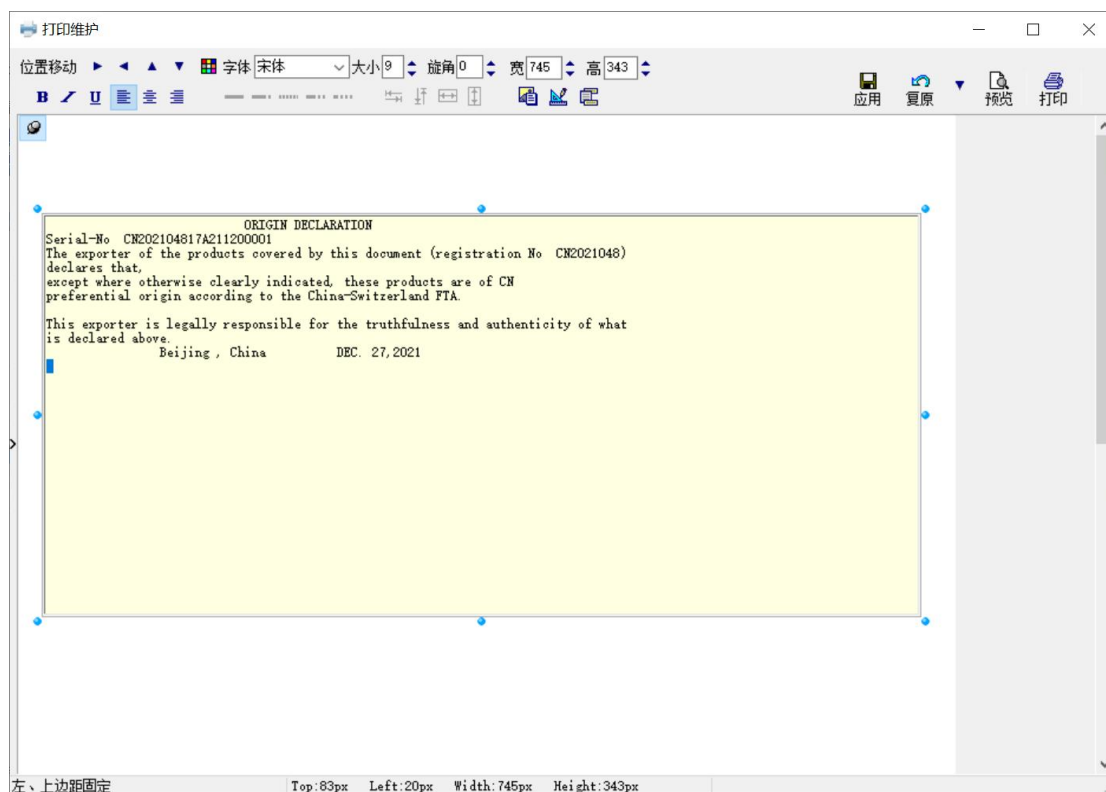 打印维护
位置移动 字体 宋体 大小 9 旋角 0 宽 745 高 343
B I U 应用 复原 预览 打印
ORIGIN DECLARATION
Serial-No CN202104817A211200001
The exporter of the products covered by this document (registration No CN2021048)
declares that,
except where otherwise clearly indicated, these products are of CN
preferential origin according to the China-Switzerland FTA.
This exporter is legally responsible for the truthfulness and authenticity of what
is declared above.
Beijing , China DEC. 27,2021
左、上边距固定 Top:83px Left:20px Width:745px Height:343px